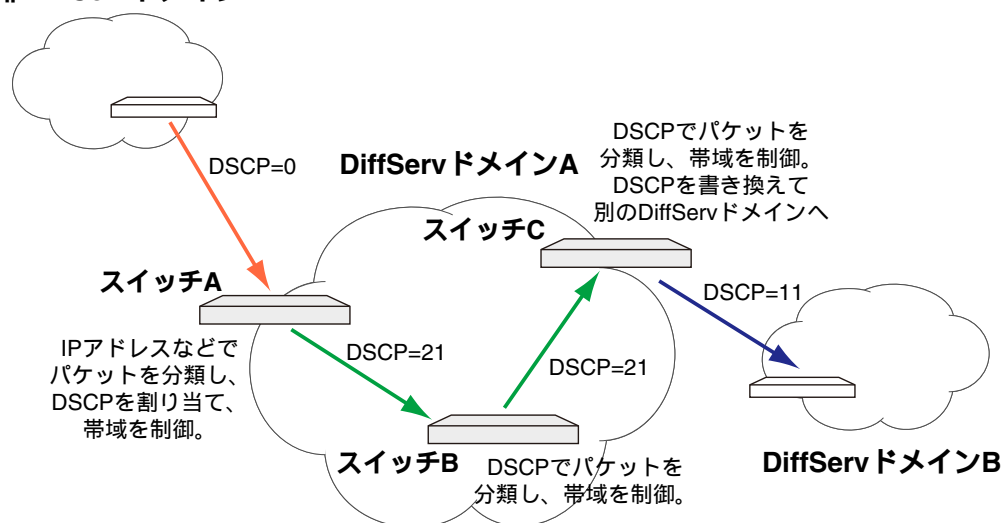 DSCP=0
DiffServドメインA
DSCPでパケットを
分類し、帯域を制御。
DSCPを書き換えて
別のDiffServドメインへ
スイッチC
スイッチA
DSCP=11
IPアドレスなどで
パケットを分類し、
DSCPを割り当て、
帯域を制御。
DSCP=21
DSCP=21
スイッチB
DSCPでパケットを
分類し、帯域を制御。
DiffServドメインB